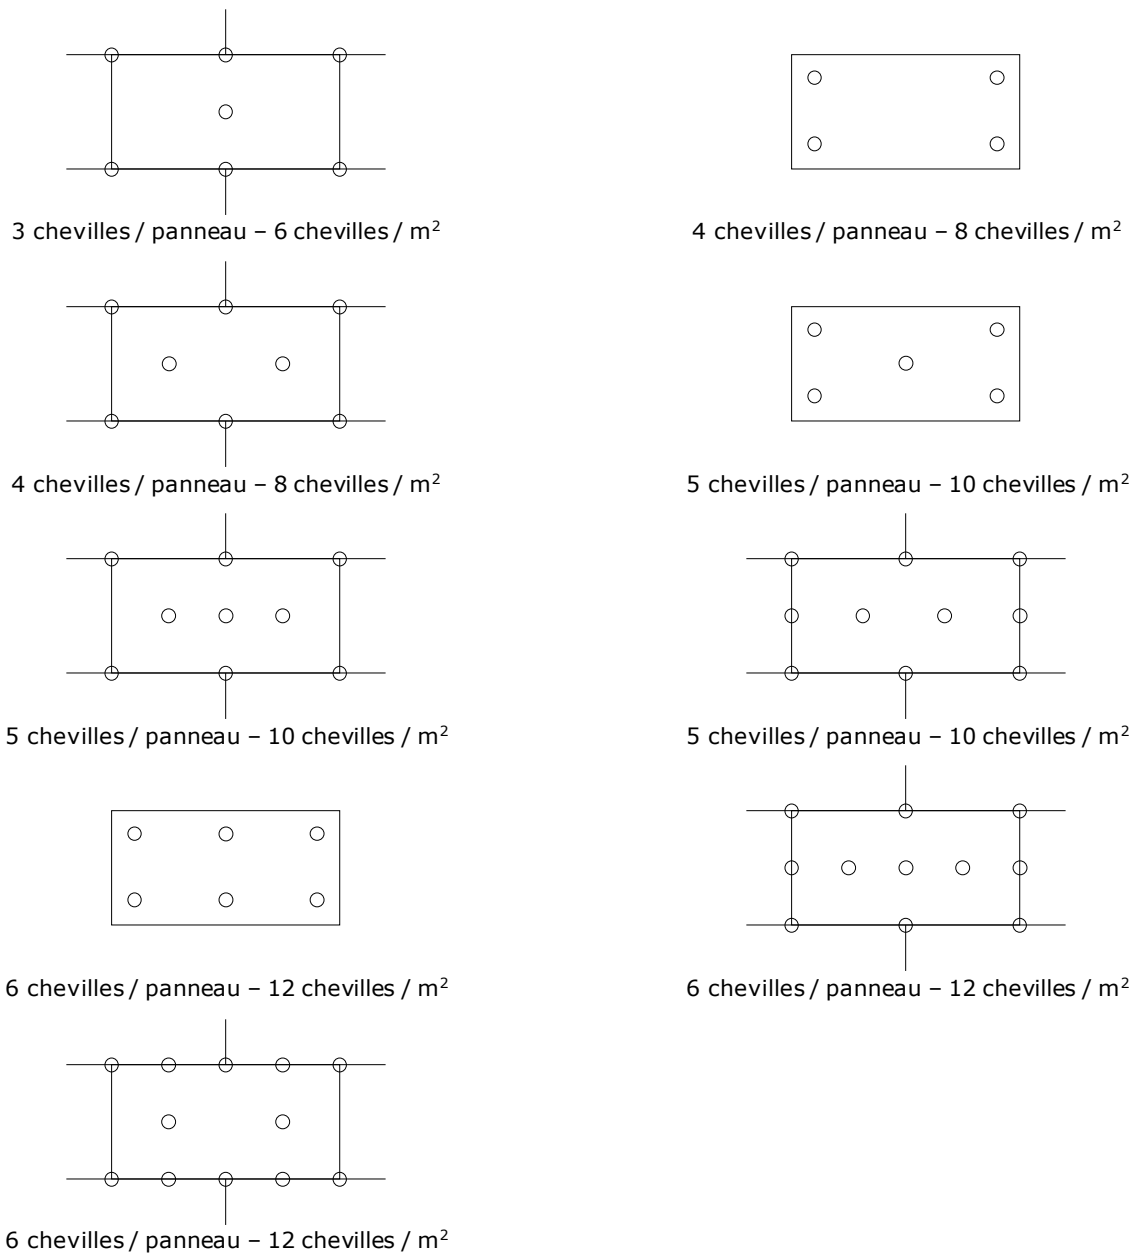 3 chevilles / panneau – 6 chevilles / m²
4 chevilles / panneau – 8 chevilles / m²
4 chevilles / panneau – 8 chevilles / m²
5 chevilles / panneau – 10 chevilles / m²
5 chevilles / panneau – 10 chevilles / m²
5 chevilles / panneau – 10 chevilles / m²
6 chevilles / panneau – 12 chevilles / m²
6 chevilles / panneau – 12 chevilles / m²
6 chevilles / panneau – 12 chevilles / m²